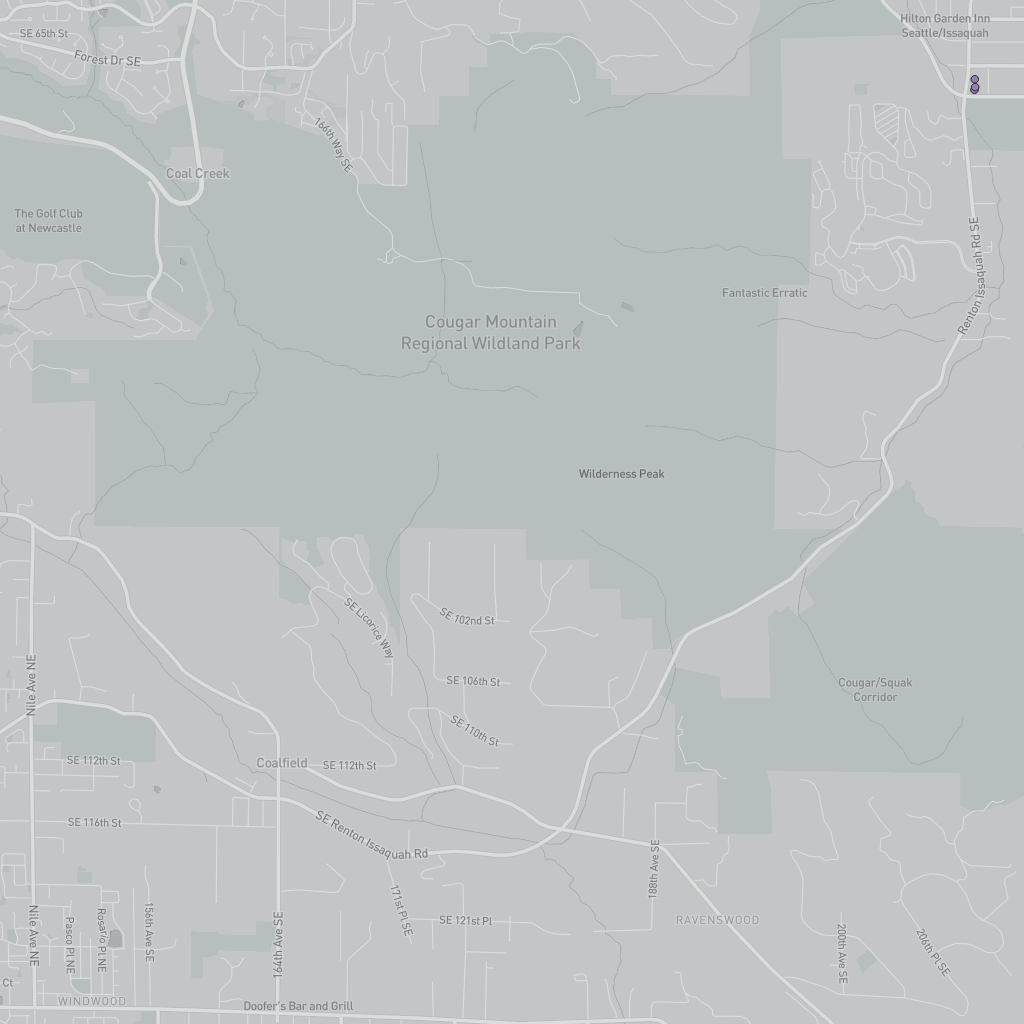 Hilton Garden Inn
Seattle/Issaquah
SE 65th St
Forest Dr SE
166th Way SE
Coal Creek
The Golf Club
at Newcastle
Renton Issaquah Rd SE
Fantastic Erratic
Cougar Mountain
Regional Wildland Park
Wilderness Peak
SE Licorice Way
SE 102nd St
SE 106th St
SE 110th St
Nile Ave NE
Cougar/Squak
Corridor
SE 112th St
Coalfield
SE 112th St
SE 116th St
SE Renton Issaquah Rd
188th Ave SE
171st Pl SE
SE 121st Pl
RAVENSWOOD
Nile Ave NE
Pasco Pl NE
Rosario Pl NE
156th Ave SE
164th Ave SE
200th Ave SE
206th Pl SE
Ct
WINDWOOD
Doofer's Bar and Grill